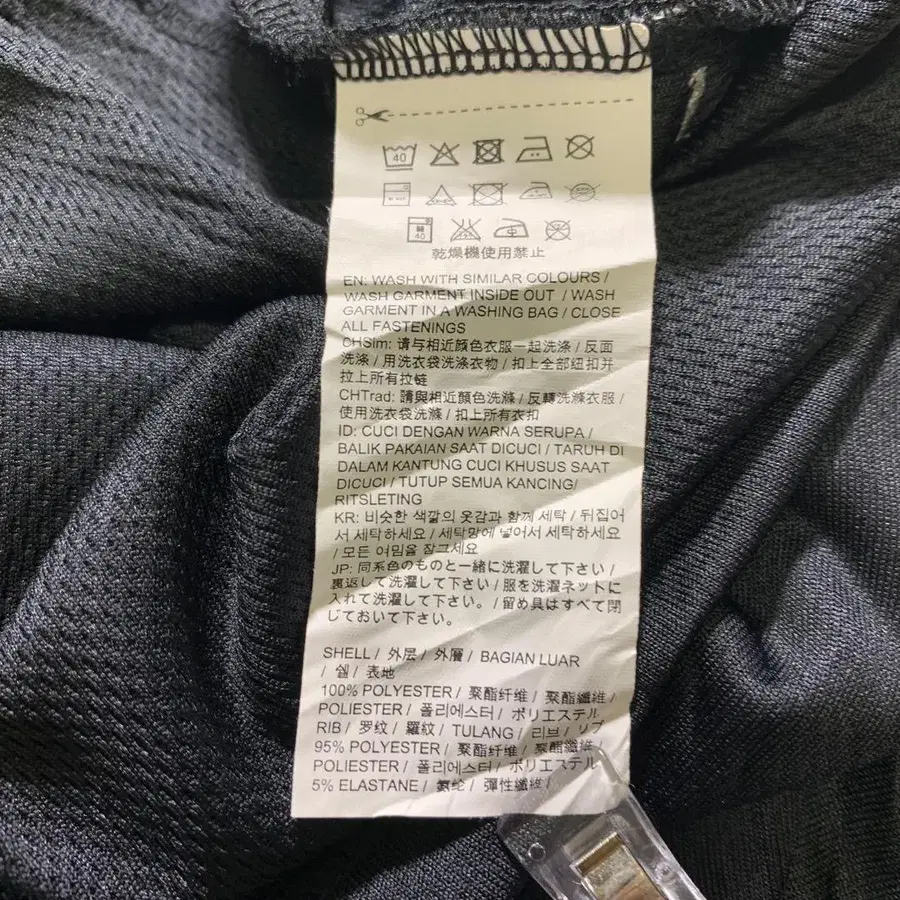 40
40
乾燥機使用禁止
EN: WASH WITH SIMILAR COLOURS /
WASH GARMENT INSIDE OUT / WASH
GARMENT IN A WASHING BAG / CLOSE
ALL FASTENINGS
CHSim: 请与相近颜色衣服一起洗涤 / 反面
洗涤 / 用洗衣袋洗涤衣物 / 扣上全部纽扣并
拉上所有拉链
CHTrad: 請與相近顏色洗滌 / 反轉洗滌衣服 /
使用洗衣袋洗滌 / 扣上所有衣扣
ID: CUCI DENGAN WARNA SERUPA /
BALIK PAKAIAN SAAT DICUCI / TARUH DI
DALAM KANTUNG CUCI KHUSUS SAAT
DICUCI / TUTUP SEMUA KANCING/
RITSLETING
KR: 비슷한 색깔의 옷감과 함께 세탁 / 뒤집어
서 세탁하세요 / 세탁망에 넣어서 세탁하세요
/ 모든 여밈을 잠그세요
JP: 同系色のものと一緒に洗濯して下さい /
裏返して洗濯して下さい / 服を洗濯ネットに
入れて洗濯して下さい。/ 留め具はすべて閉
じておいて下さい。
SHELL / 外层 / 外層 / BAGIAN LUAR
/ 쉘 / 表地
100% POLYESTER / 聚酯纤维 / 聚酯纖維 /
POLIESTER / 폴리에스터 / ポリエステル
RIB / 罗纹 / 羅紋 / TULANG / 리브 / リブ
95% POLYESTER / 聚酯纤维 / 聚酯纖維 /
POLIESTER / 폴리에스터 / ポリエステル
5% ELASTANE / 氨纶 / 彈性纖維 /